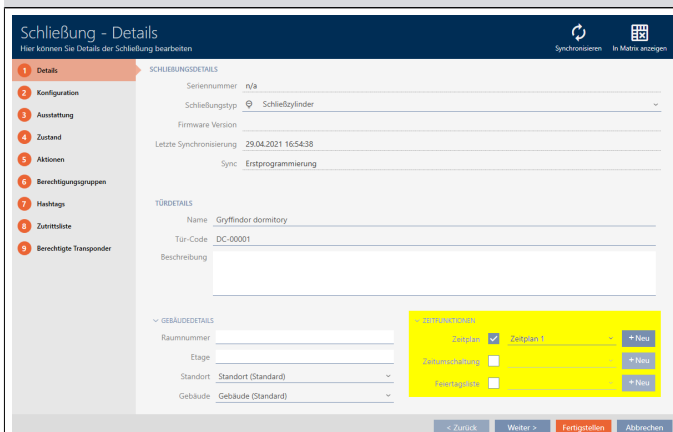 Schließung - Details
Hier können Sie Details der Schließung bearbeiten
Synchronisieren
In Matrix anzeigen
1 Details
2 Konfiguration
3 Ausstattung
4 Zustand
5 Aktionen
6 Berechtigungsgruppen
7 Hashtags
8 Zutrittsliste
9 Berechtigte Transponder
SCHLIEßUNGSDETAILS
Seriennummer n/a
Schließungstyp Schließzylinder
Firmware Version
Letzte Synchronisierung 29.04.2021 16:54:38
Sync Erstprogrammierung
TÜRDETAILS
Name Gryffindor dormitory
Tür-Code DC-00001
Beschreibung
GEBÄUDEDETAILS
Raumnummer
Etage
Standort Standort (Standard)
Gebäude Gebäude (Standard)
ZEITFUNKTIONEN
Zeitplan Zeitplan 1 + Neu
Zeitumschaltung + Neu
Feiertagsliste + Neu
< Zurück Weiter > Fertigstellen Abbrechen